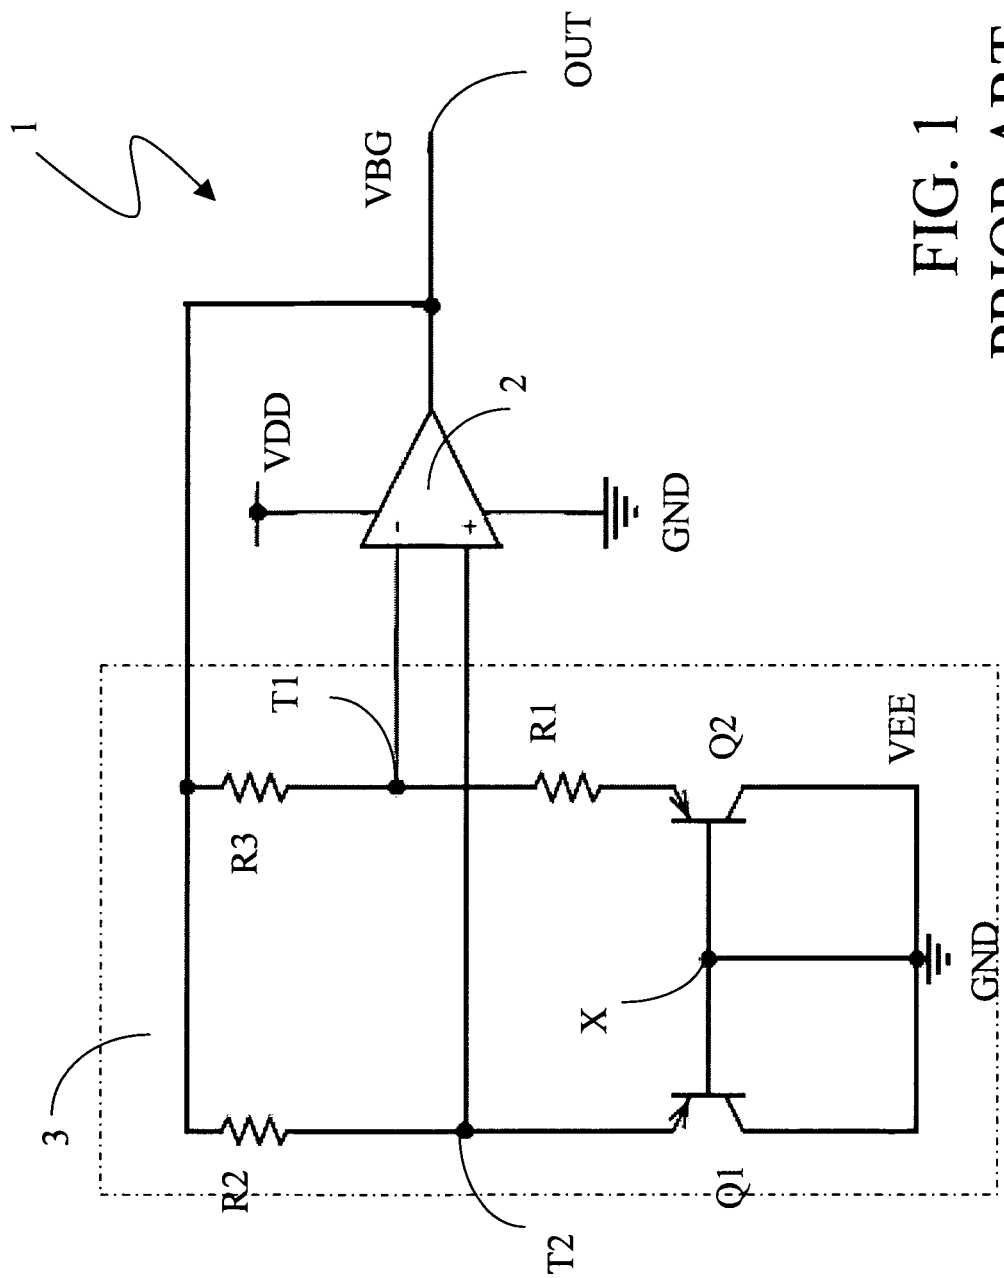 1
3
R2
R3
T1
VDD
VBG
-
+
2
OUT
T2
R1
X
GND
Q1
Q2
VEE
GND
FIG. 1
PRIOR ART